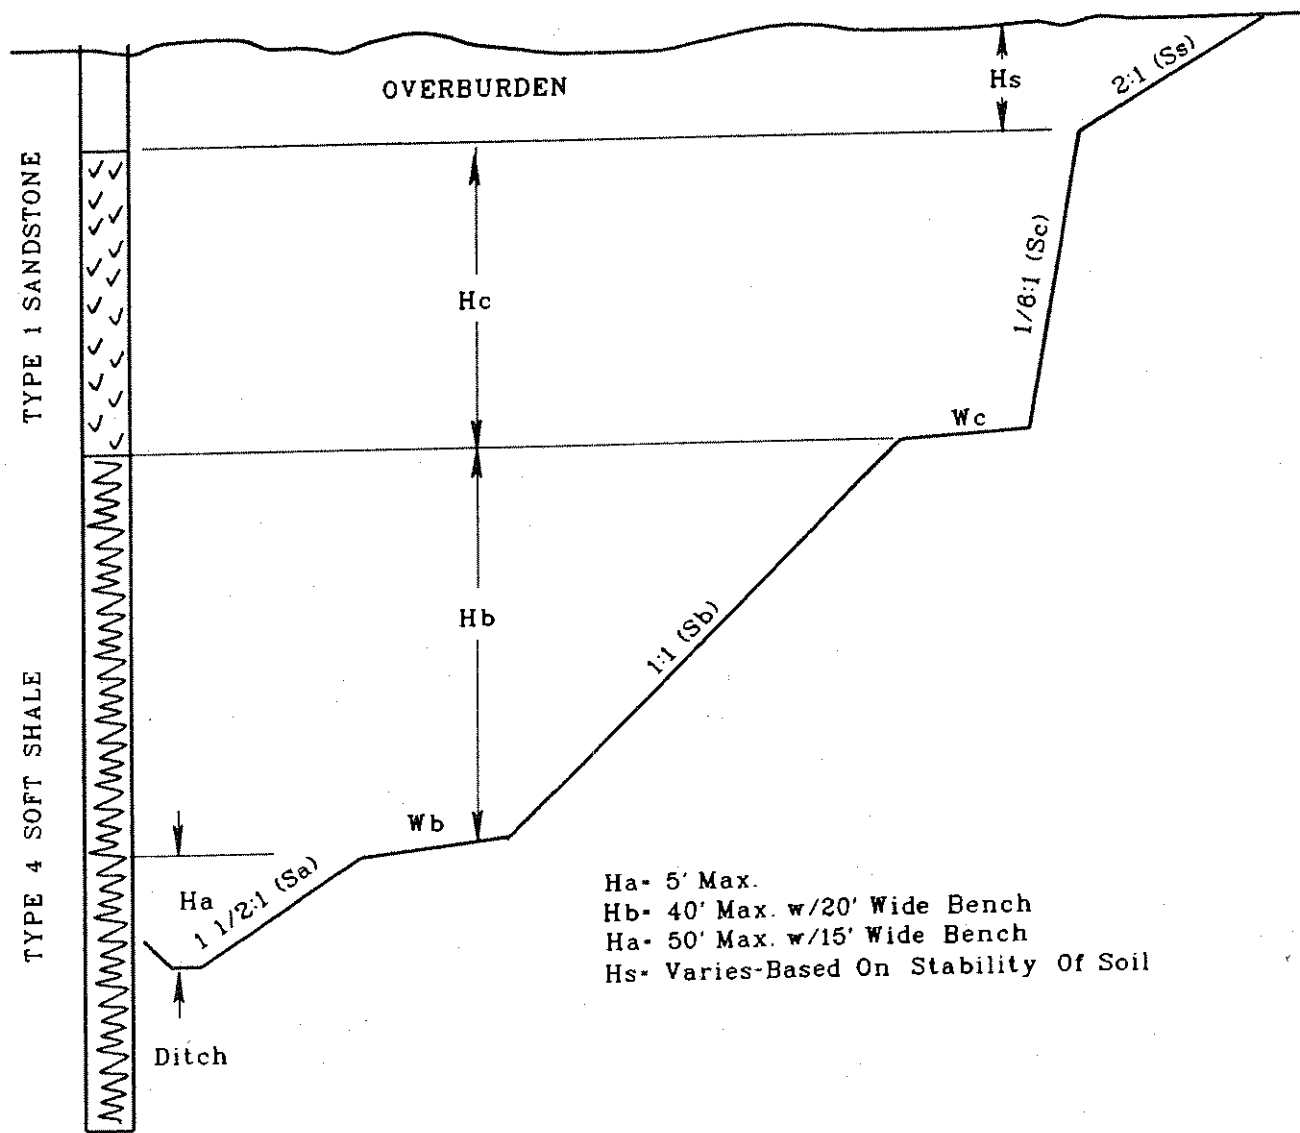 OVERBURDEN
Hs
2:1 (Ss)
TYPE 1 SANDSTONE
Hc
1/6:1 (Sc)
Wc
Hb
1:1 (Sb)
TYPE 4 SOFT SHALE
Wb
Ha
1 1/2:1 (Sa)
Ditch
Ha- 5' Max.
Hb- 40' Max. w/20' Wide Bench
Ha- 50' Max. w/15' Wide Bench
Hs- Varies-Based On Stability Of Soil